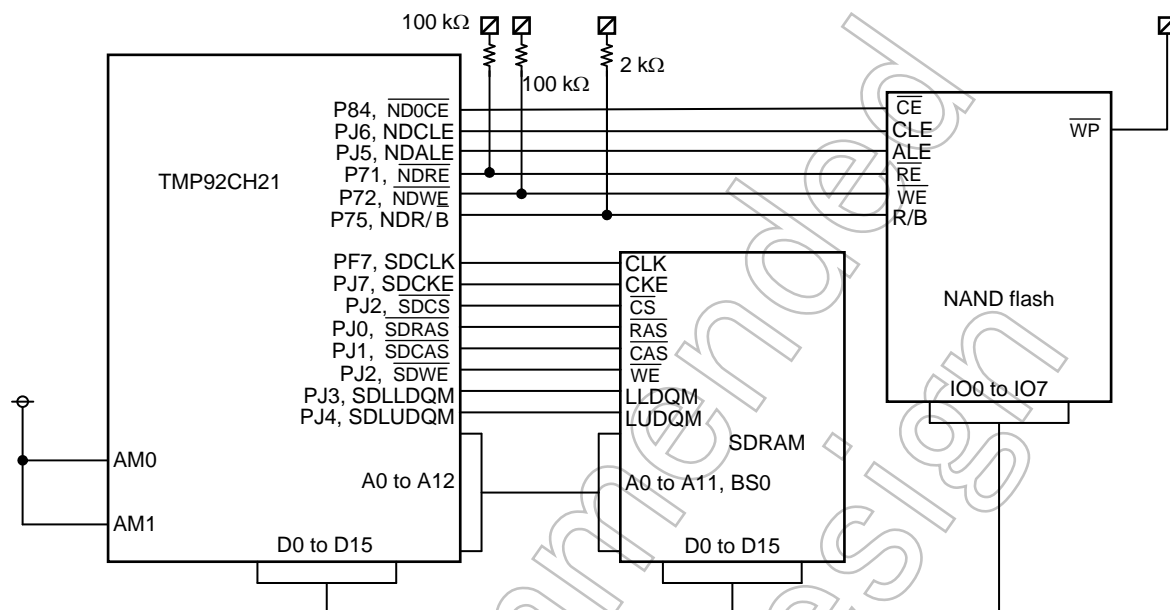 100 kΩ
2 kΩ
100 kΩ
TMP92CH21
P84, ND0CE
PJ6, NDCLE
PJ5, NDALE
P71, NDRE
P72, NDWE
P75, NDR/B
PF7, SDCLK
PJ7, SDCKE
PJ2, SDCS
PJ0, SDRAS
PJ1, SDCAS
PJ2, SDWE
PJ3, SDLLDQM
PJ4, SDLUDQM
AM0
AM1
A0 to A12
D0 to D15
CLK
CKE
CS
RAS
CAS
WE
LLDQM
LUDQM
SDRAM
A0 to A11, BS0
D0 to D15
CE
CLE
ALE
RE
WE
R/B
WP
NAND flash
IO0 to IO7
amended
esign